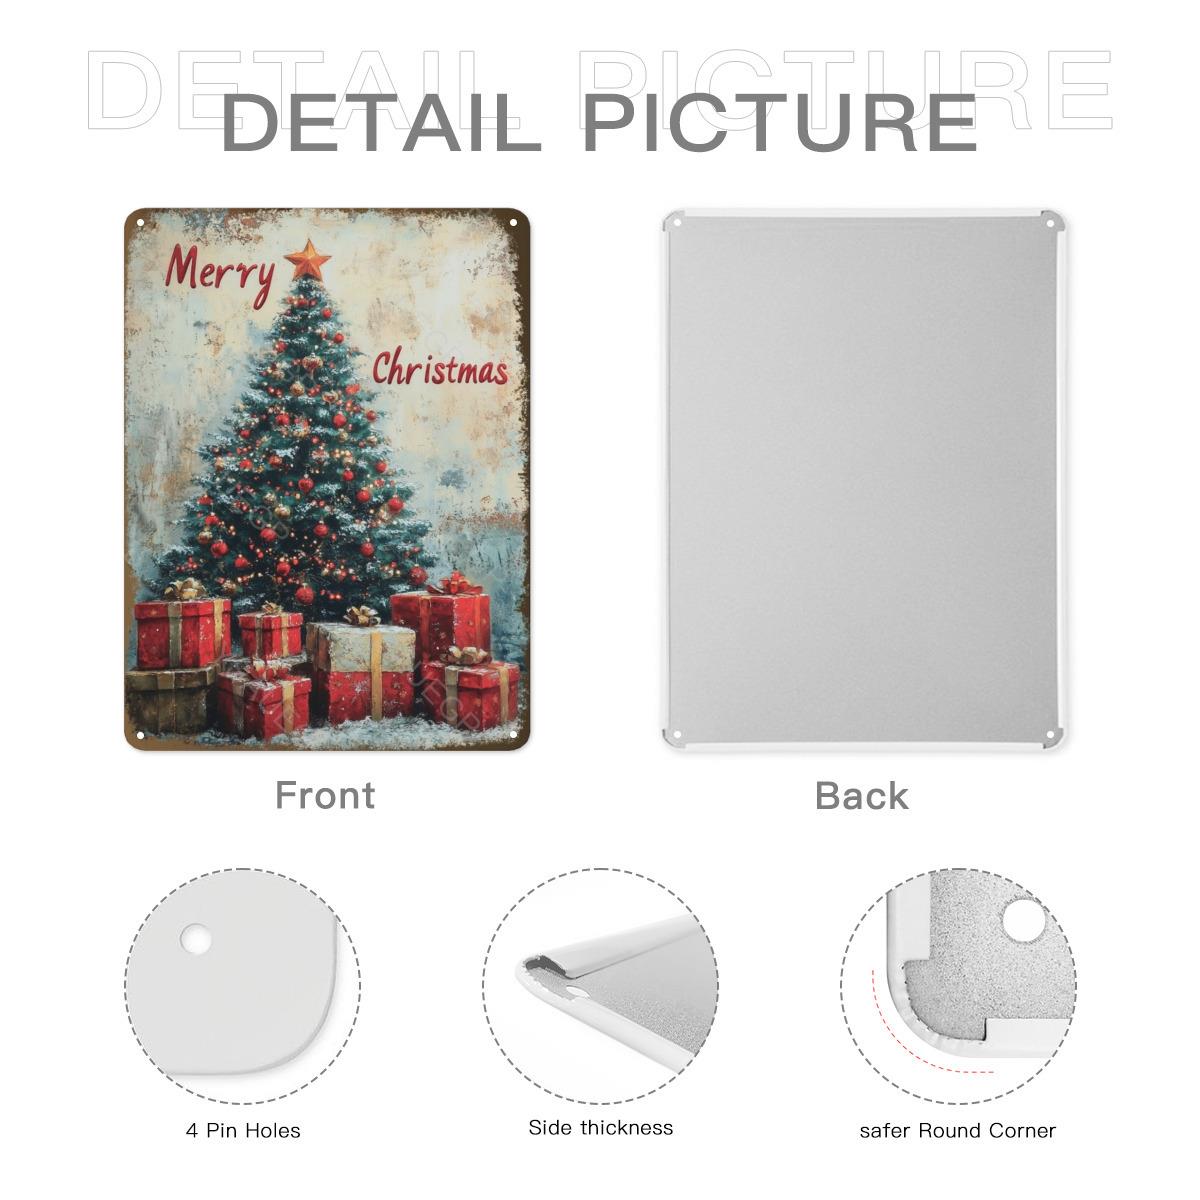 DETAIL PICTURE
DETAIL PICTURE
Merry
Christmas
Front
Back
4 Pin Holes
Side thickness
safer Round Corner